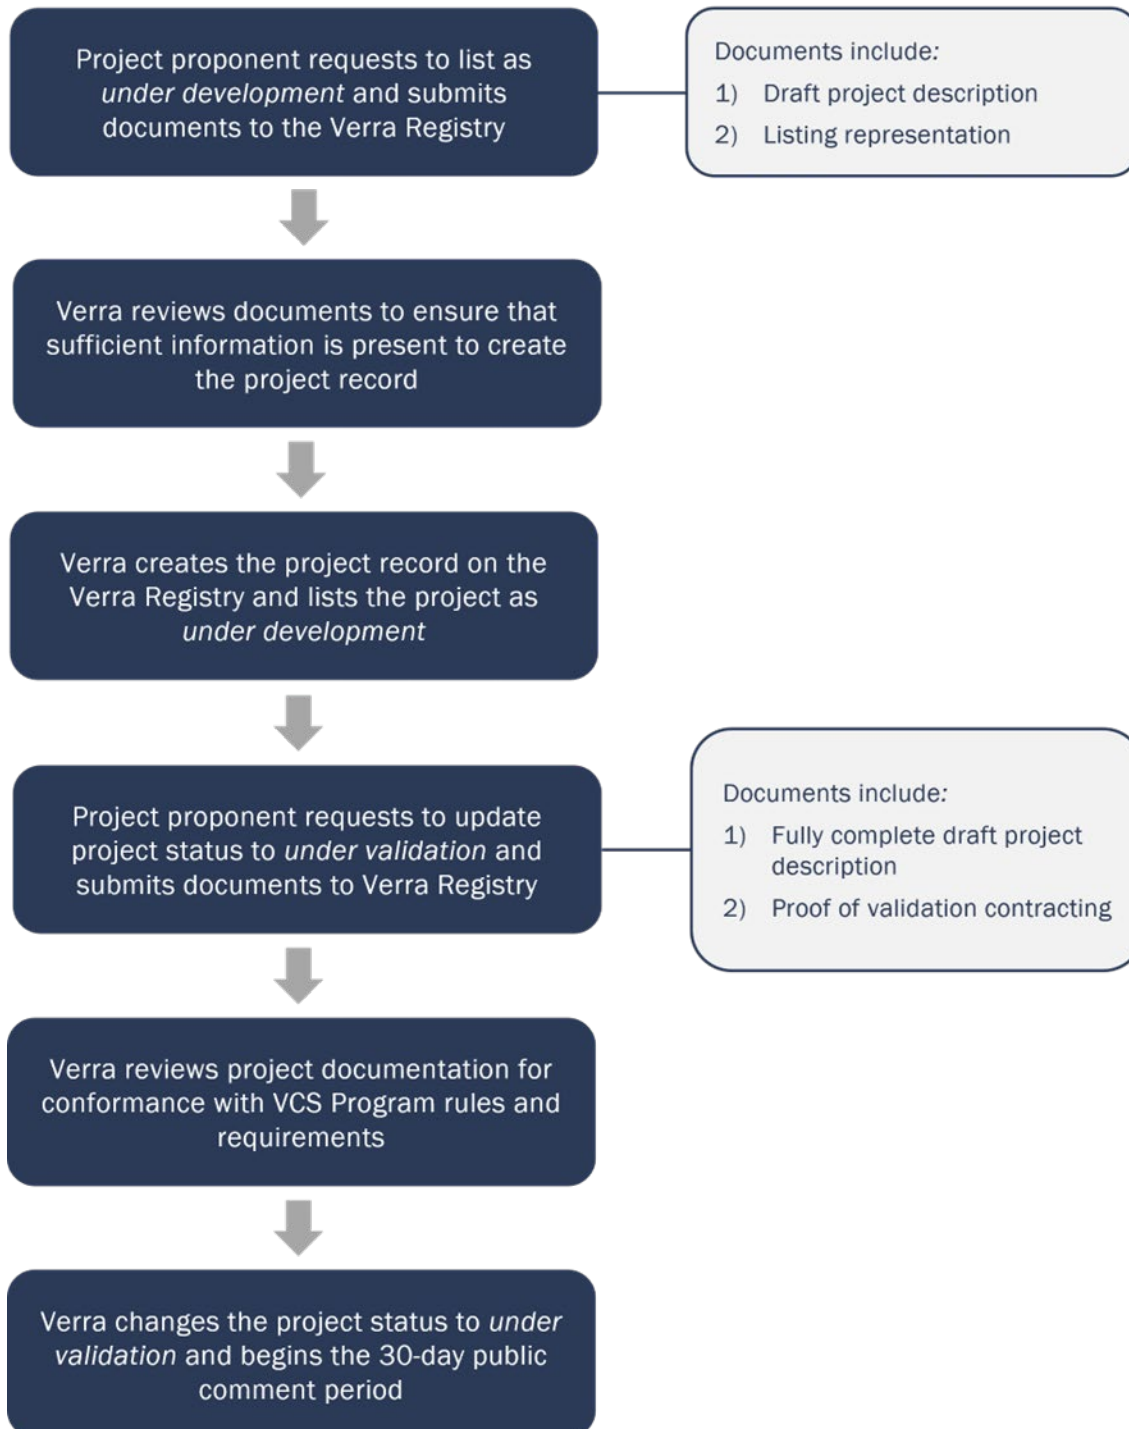 Project proponent requests to list as
under development and submits
documents to the Verra Registry
Documents include:
1) Draft project description
2) Listing representation
Verra reviews documents to ensure that
sufficient information is present to create
the project record
Verra creates the project record on the
Verra Registry and lists the project as
under development
Project proponent requests to update
project status to under validation and
submits documents to Verra Registry
Documents include:
1) Fully complete draft project
description
2) Proof of validation contracting
Verra reviews project documentation for
conformance with VCS Program rules and
requirements
Verra changes the project status to under
validation and begins the 30-day public
comment period